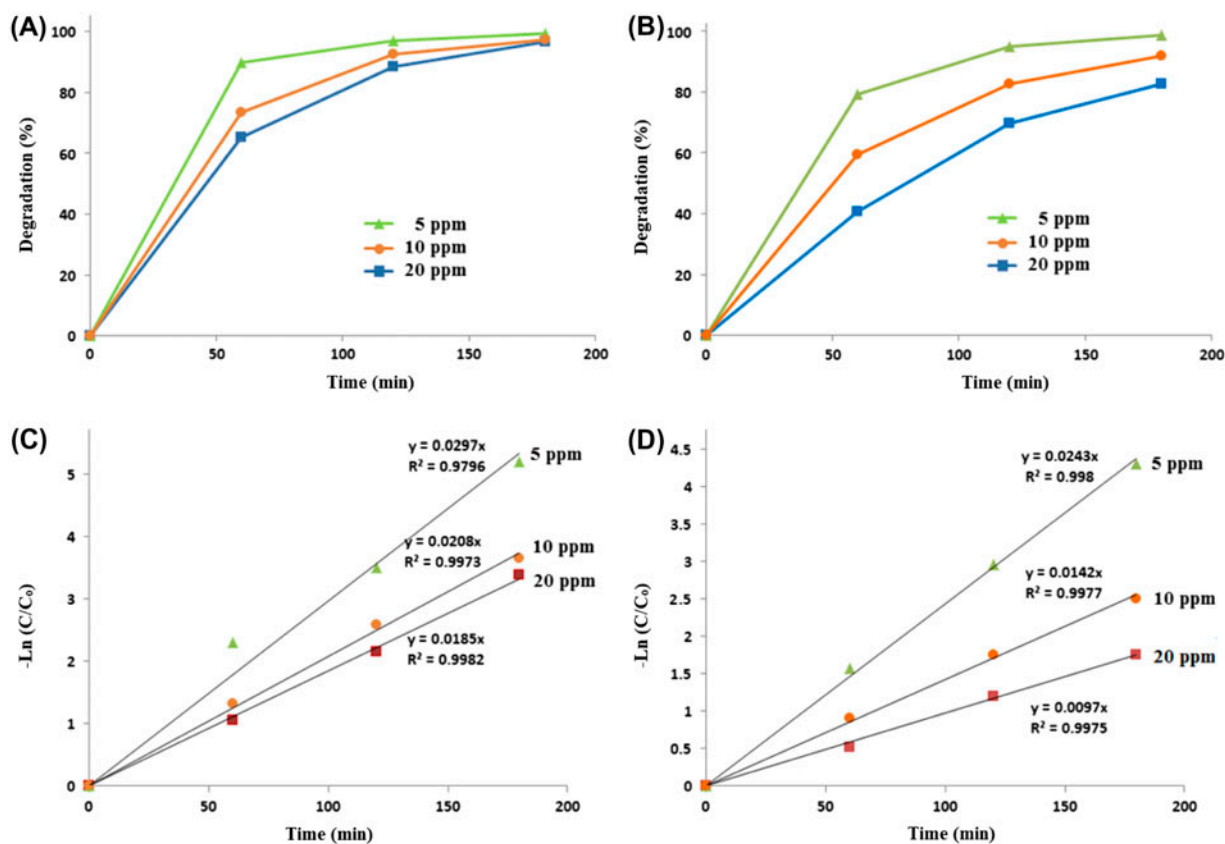 (A)
100
80
60
40
20
0
Degradation (%)
5 ppm
10 ppm
20 ppm
0
50
100
150
200
Time (min)
(B)
100
80
60
40
20
0
Degradation (%)
5 ppm
10 ppm
20 ppm
0
50
100
150
200
Time (min)
(C)
5
4
3
2
1
0
-Ln (C/C₀)
y = 0.0297x
R² = 0.9796
5 ppm
y = 0.0208x
R² = 0.9973
10 ppm
20 ppm
y = 0.0185x
R² = 0.9982
0
50
100
150
200
Time (min)
(D)
4.5
4
3.5
3
2.5
2
1.5
1
0.5
0
-Ln (C/C₀)
y = 0.0243x
R² = 0.998
5 ppm
y = 0.0142x
R² = 0.9977
10 ppm
20 ppm
y = 0.0097x
R² = 0.9975
0
50
100
150
200
Time (min)